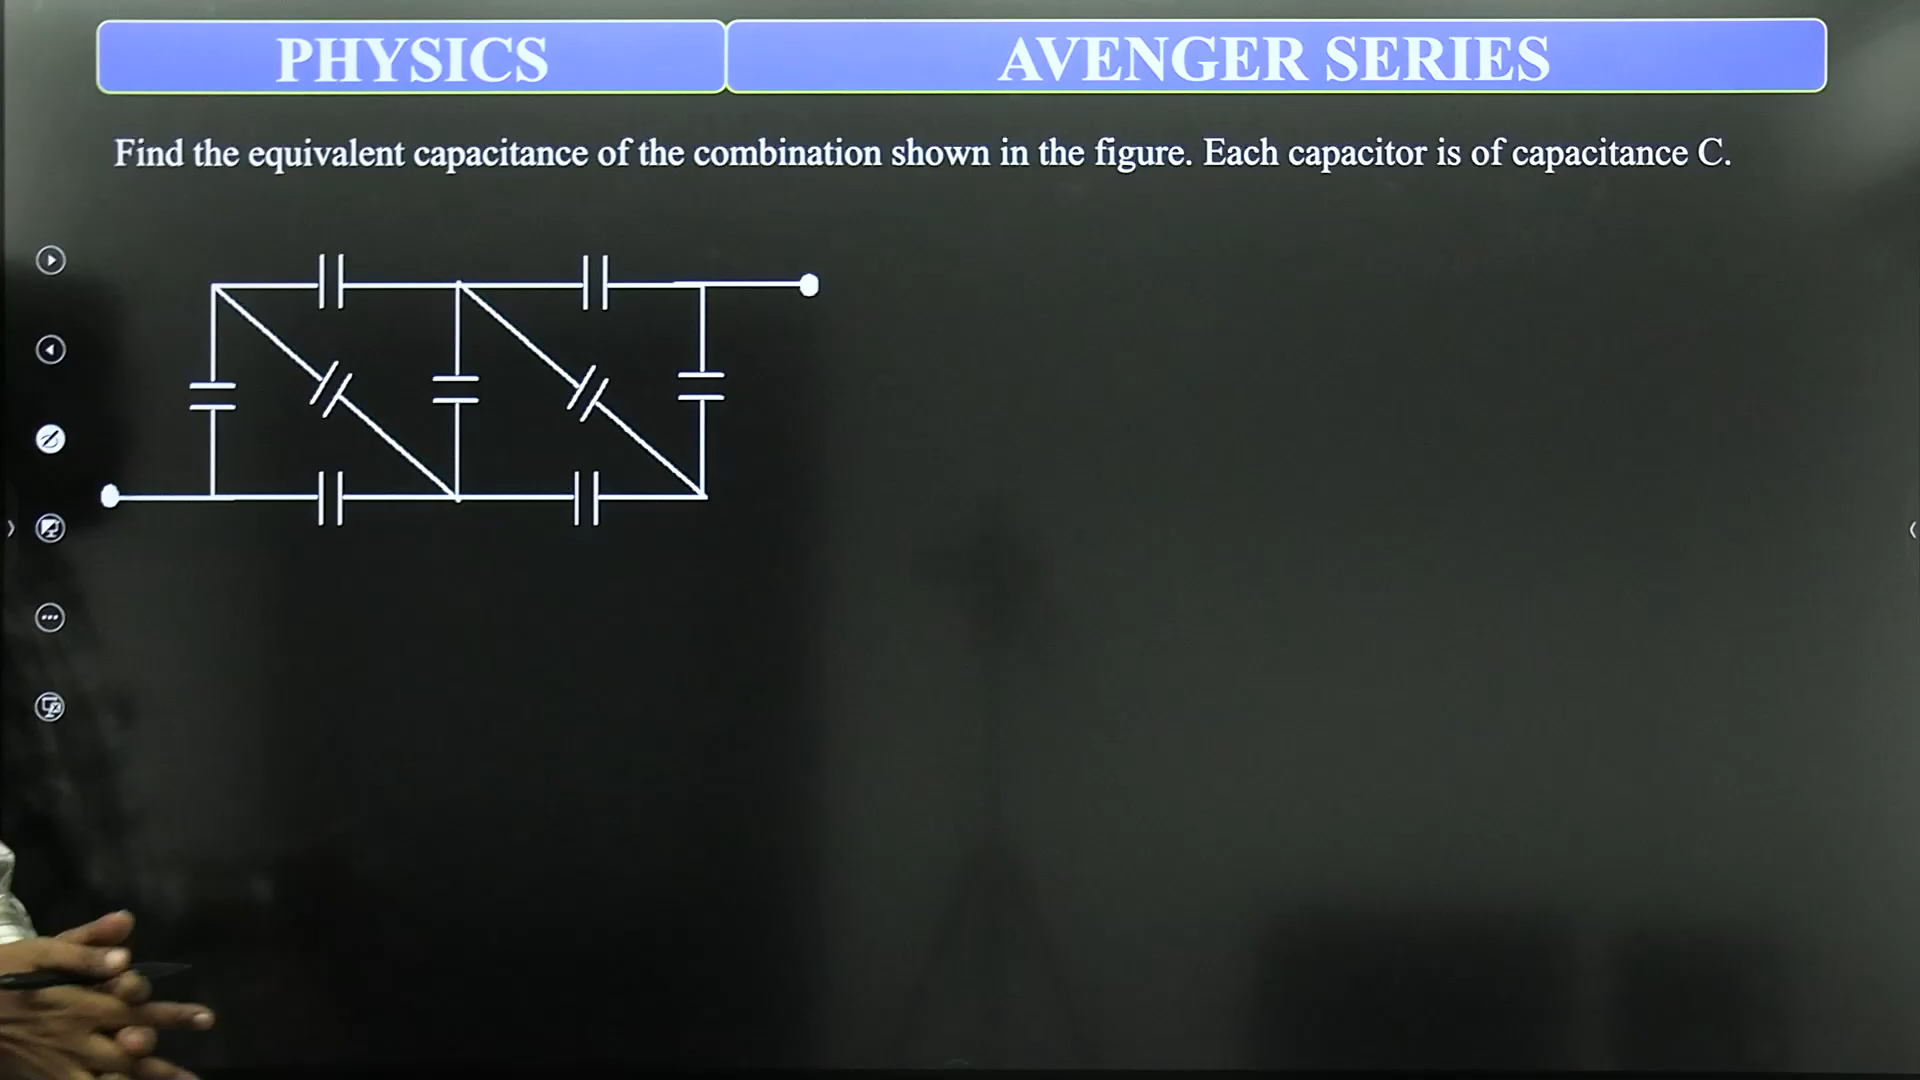 PHYSICS
AVENGER SERIES
Find the equivalent capacitance of the combination shown in the figure. Each capacitor is of capacitance C.